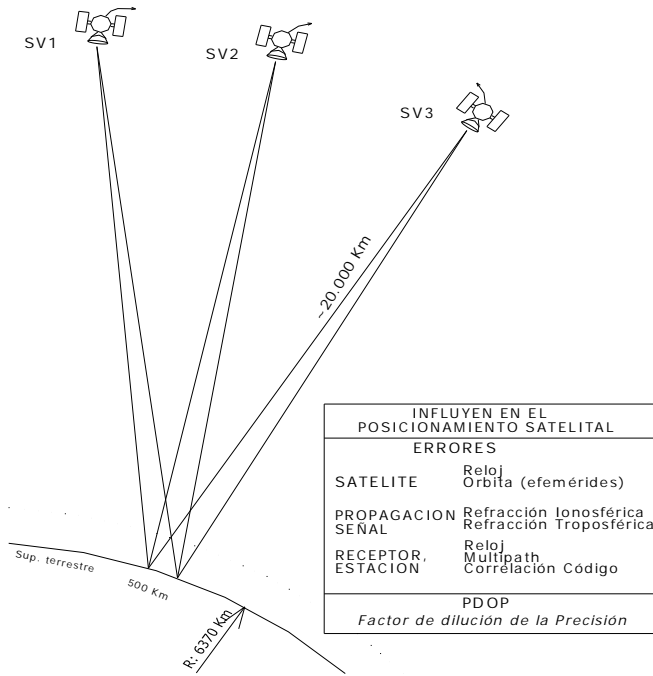 SV1
SV2
SV3
~20.000 Km
INFLUYEN EN EL
POSICIONAMIENTO SATELITAL
ERRORES
SATELITE
Reloj
Orbita (efemérides)
PROPAGACION
SEÑAL
Refracción Ionosférica
Refracción Troposférica
RECEPTOR,
ESTACION
Reloj
Multipath
Correlación Código
PDOP
Factor de dilución de la Precisión
Sup. terrestre
500 Km
R: 6370 Km